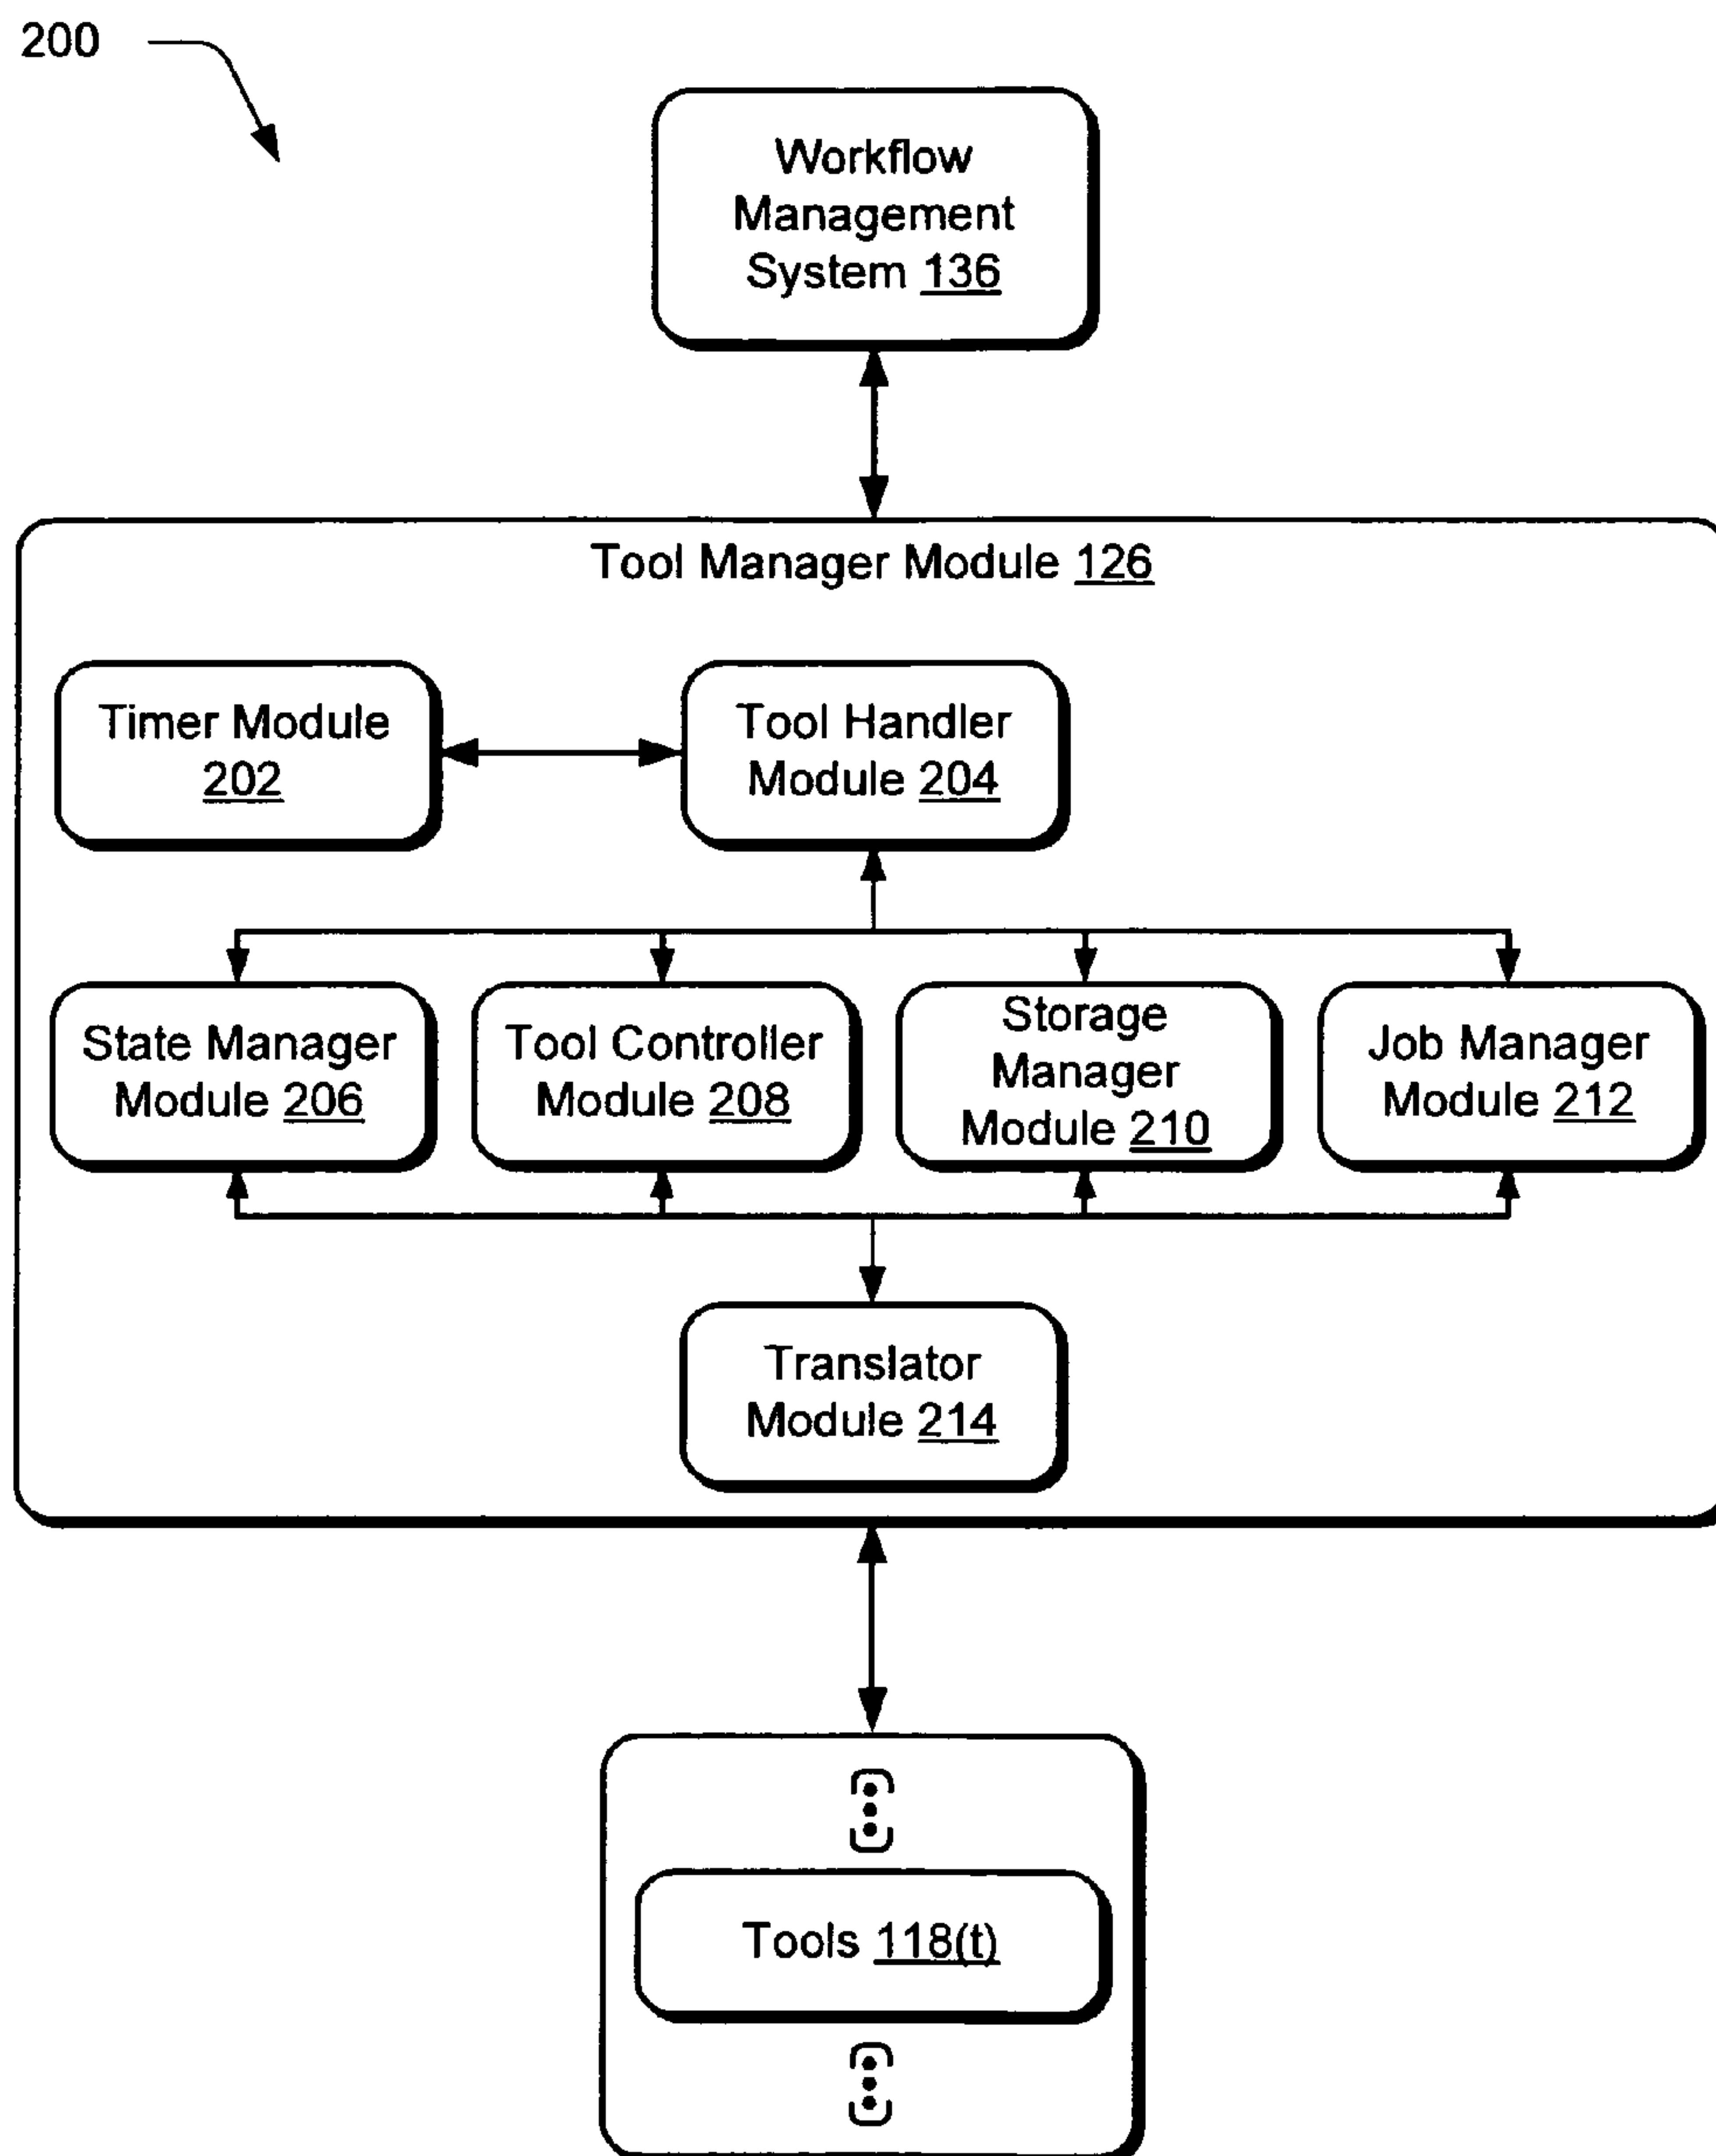 200
Workflow
Management
System 136
Tool Manager Module 126
Timer Module
202
Tool Handler
Module 204
State Manager
Module 206
Tool Controller
Module 208
Storage
Manager
Module 210
Job Manager
Module 212
Translator
Module 214
Tools 118(t)